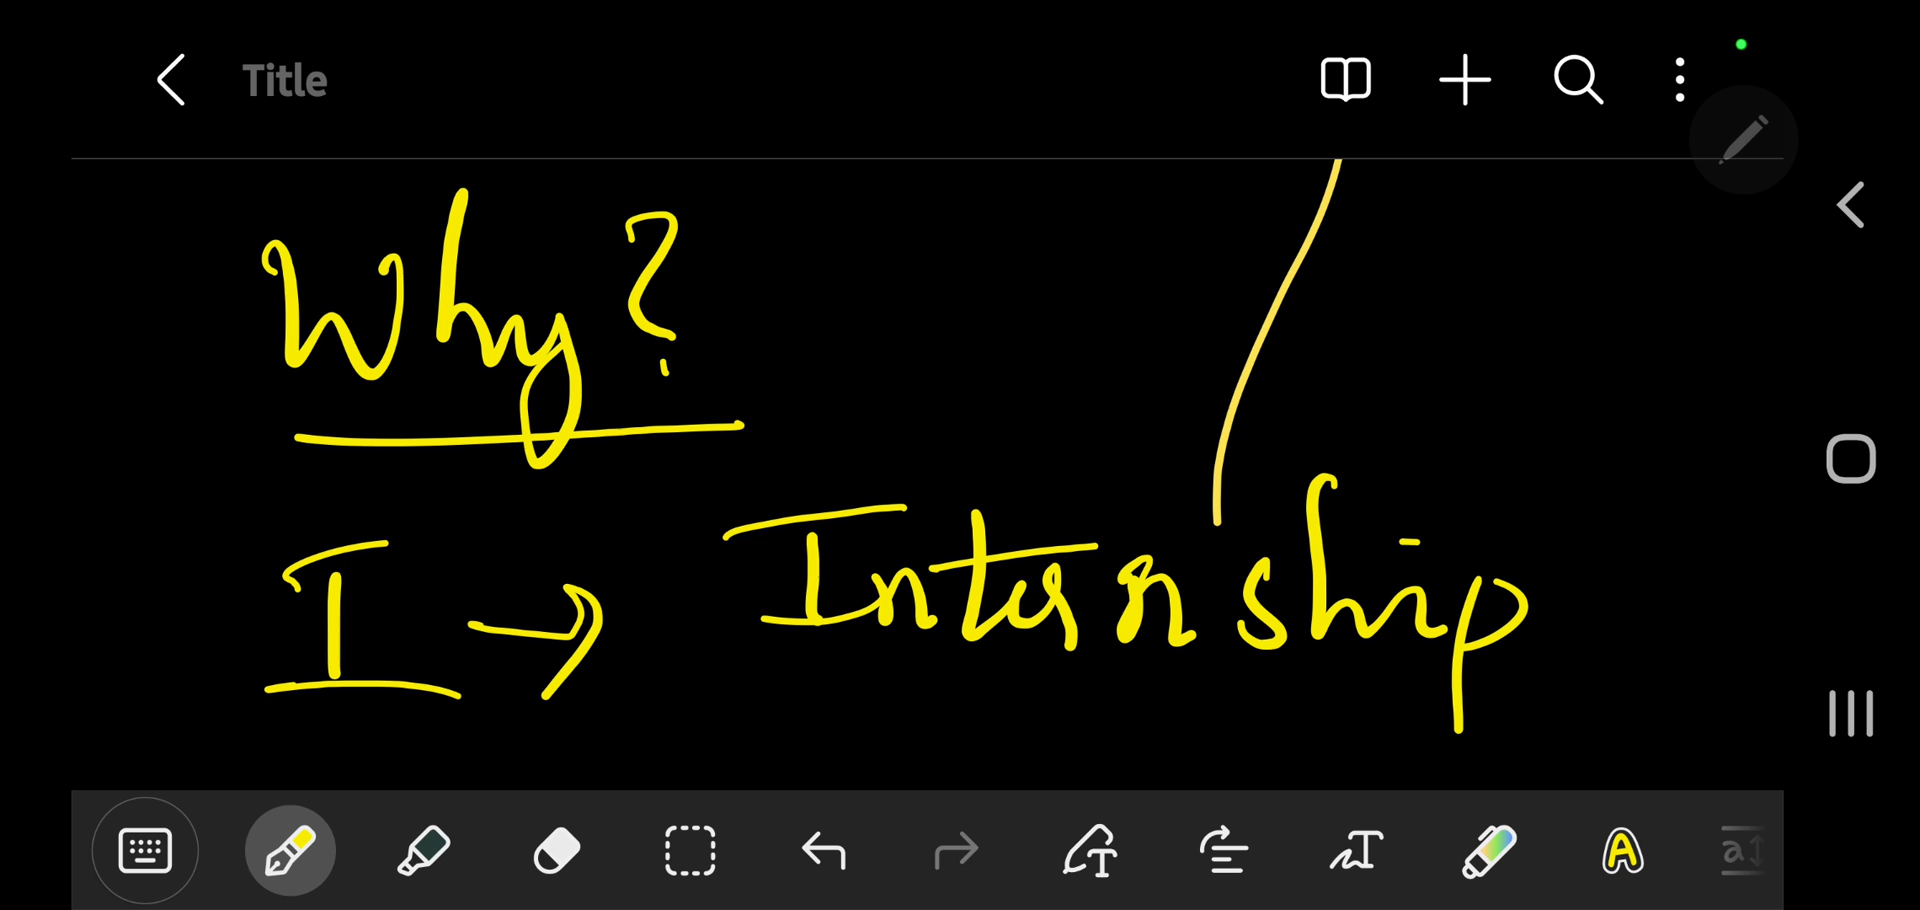 Title
Why?
I → Internship